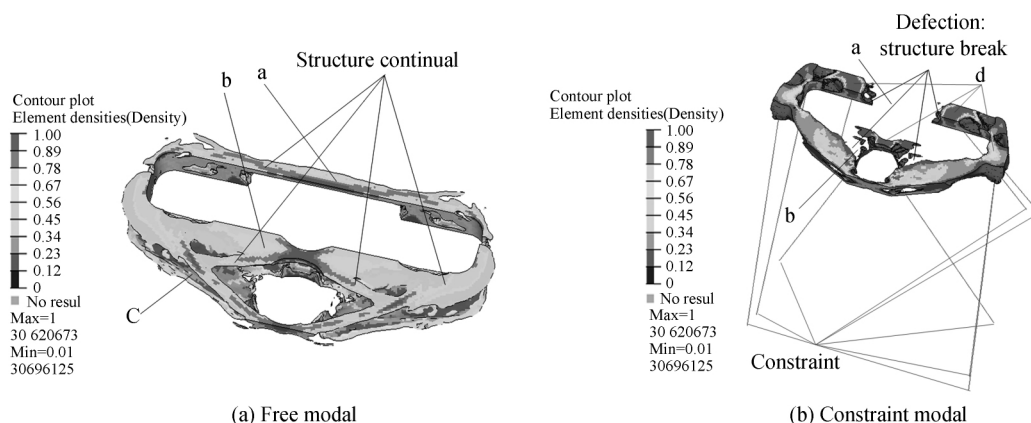 Structure continual
b
a
Contour plot
Element densities(Density)
1.00
0.89
0.78
0.67
0.56
0.45
0.34
0.23
0.12
0
No resul
Max=1
30 620673
Min=0.01
30696125
C
(a) Free modal
Defection:
structure break
a
d
Contour plot
Element densities(Density)
1.00
0.89
0.78
0.67
0.56
0.45
0.34
0.23
0.12
0
No resul
Max=1
30 620673
Min=0.01
30696125
b
Constraint
(b) Constraint modal